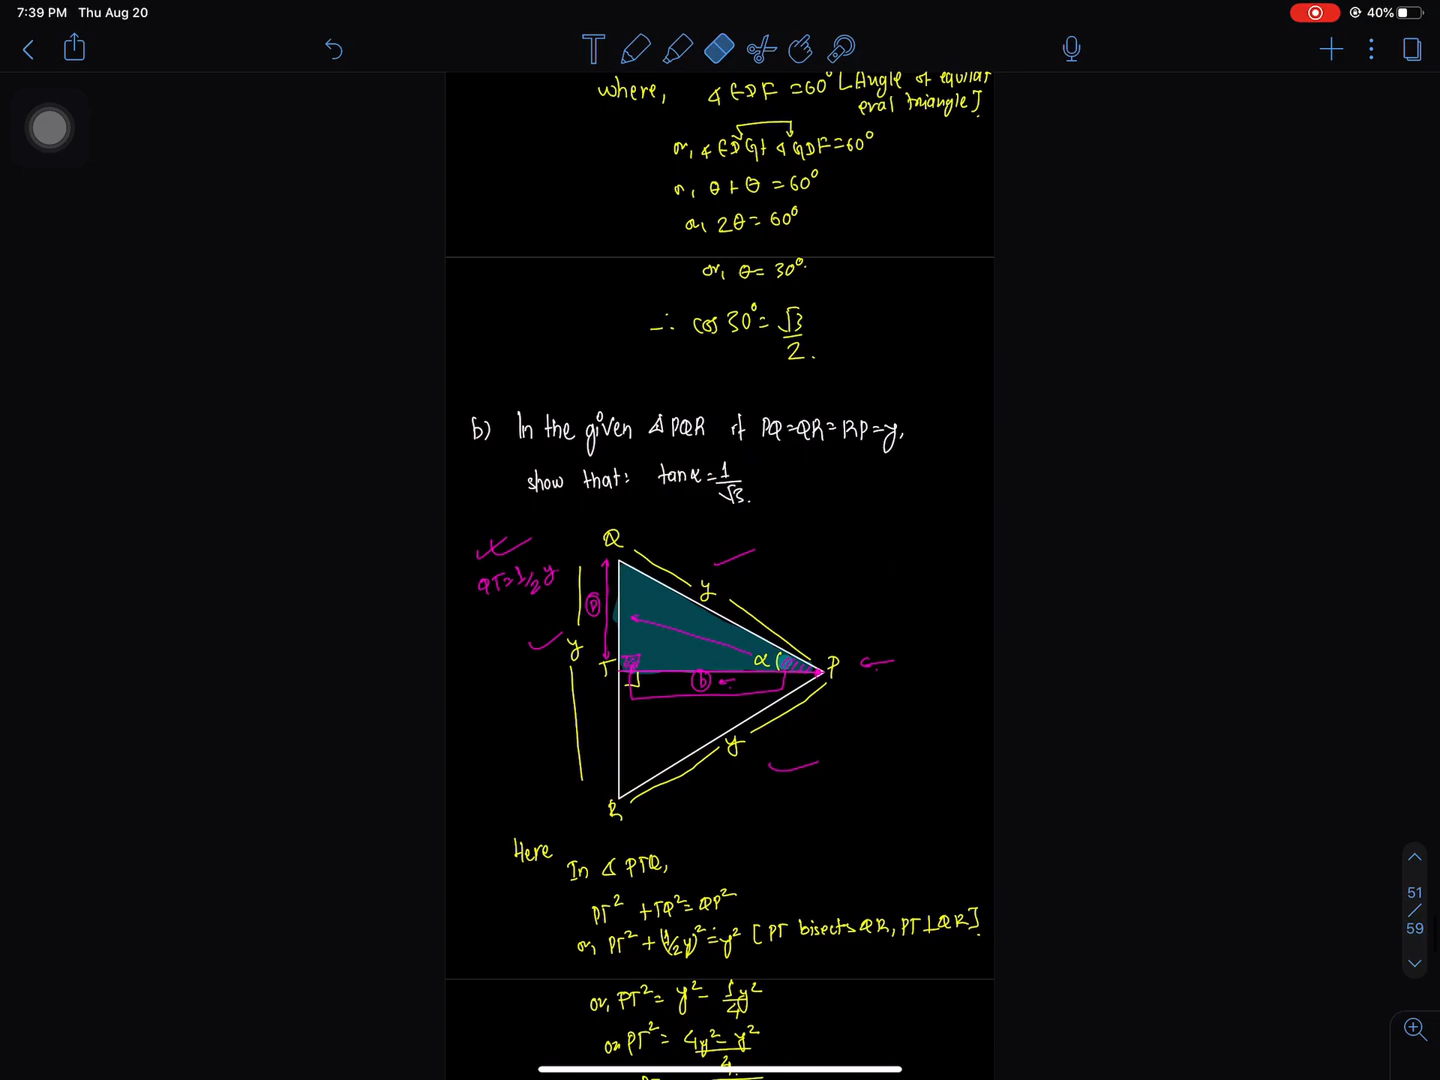 7:39 PM Thu Aug 20
40%
where, ∡ EDF = 60° [Angle of equilat
eral triangle]
or, ∡ EDG + ∡ GDF = 60°
or, θ + θ = 60°
or, 2θ = 60°
or, θ = 30°.
∴ cos 30° = √3/2.
b) In the given ∆ PQR if PQ=QR=RP=y,
show that: tanα = 1/√3.
Q
QT=1/2 y
y
p
y
T
α
P
b
y
R
Here
In ∆ PTQ,
PT² + TQ² = QP²
or, PT² + (1/2 y)² = y² [PT bisects QR, PT⊥QR]
or, PT² = y² - 1/4 y²
or PT² = 4y² - y²/4
51
/
59